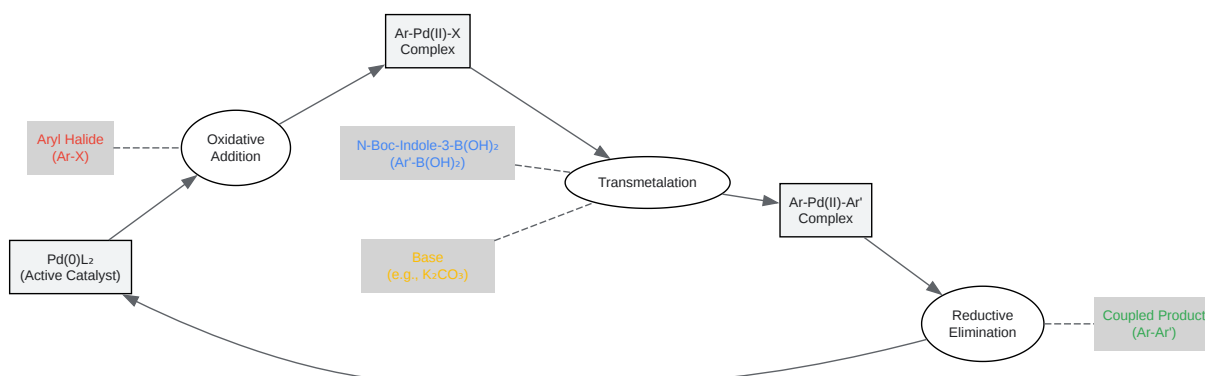 Ar-Pd(II)-X
Complex
Aryl Halide
(Ar-X)
Oxidative
Addition
N-Boc-Indole-3-B(OH)₂
(Ar'-B(OH)₂)
Transmetalation
Ar-Pd(II)-Ar'
Complex
Pd(0)L₂
(Active Catalyst)
Base
(e.g., K₂CO₃)
Reductive
Elimination
Coupled Product
(Ar-Ar')